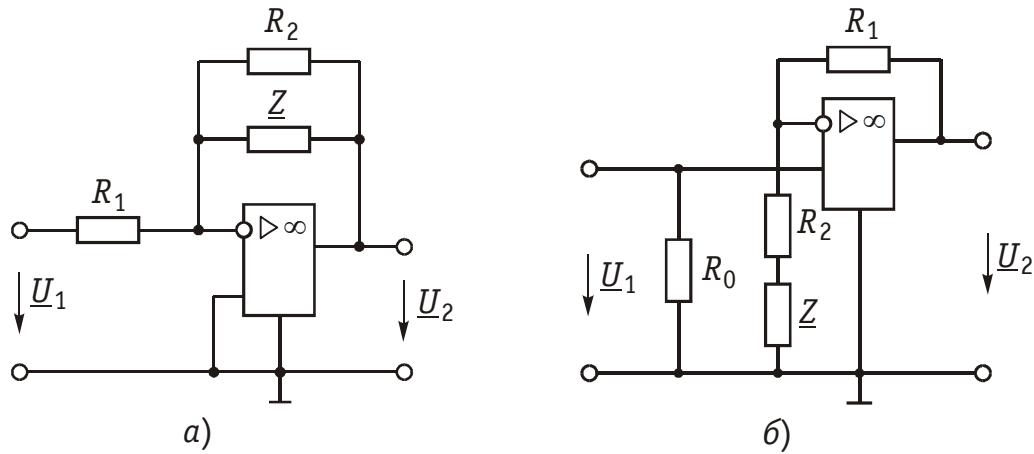 R2
Z
R1
▷ ∞
U1
U2
а)
R1
▷ ∞
R2
R0
U1
Z
U2
б)